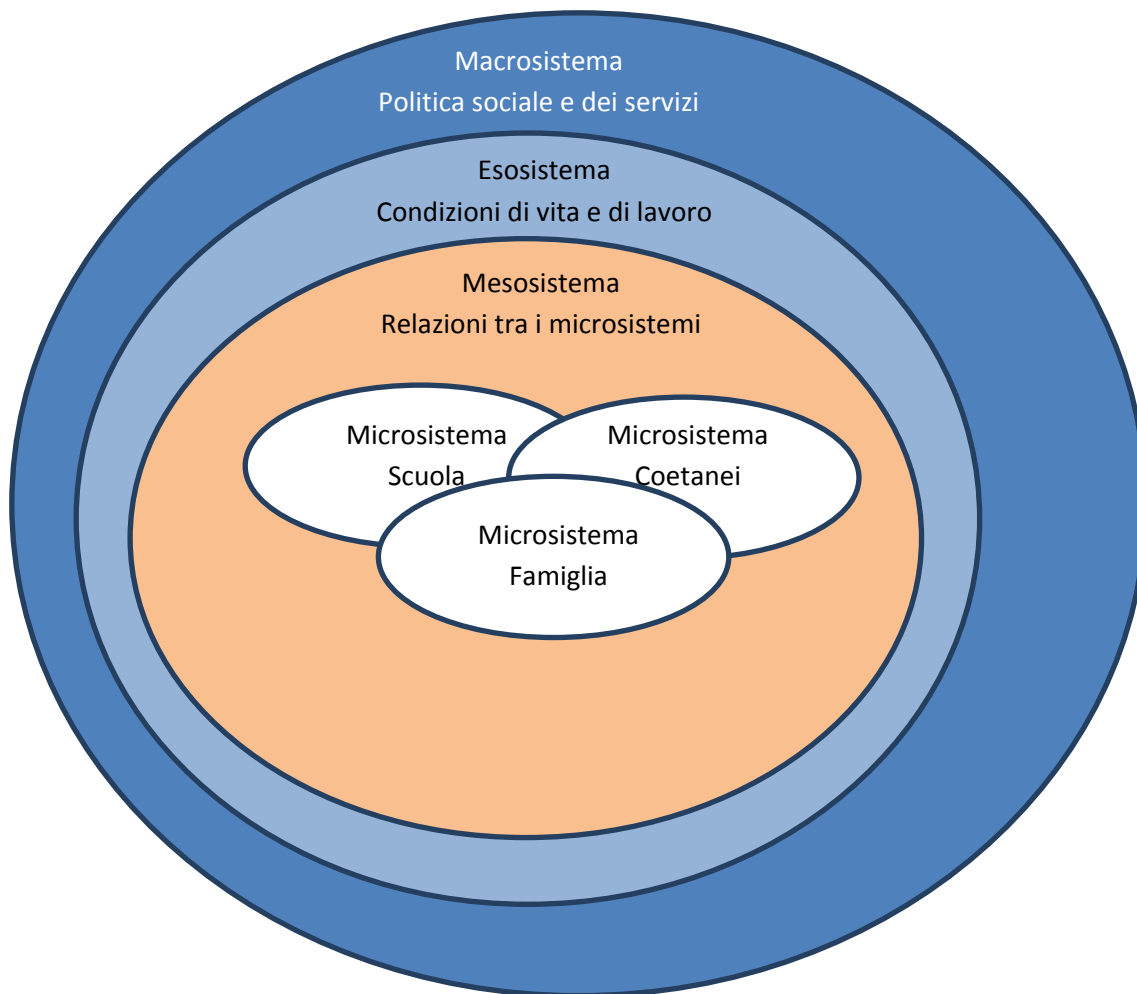 Macrosistema
Politica sociale e dei servizi
Esosistema
Condizioni di vita e di lavoro
Mesosistema
Relazioni tra i microsistemi
Microsistema
Scuola
Microsistema
Coetanei
Microsistema
Famiglia